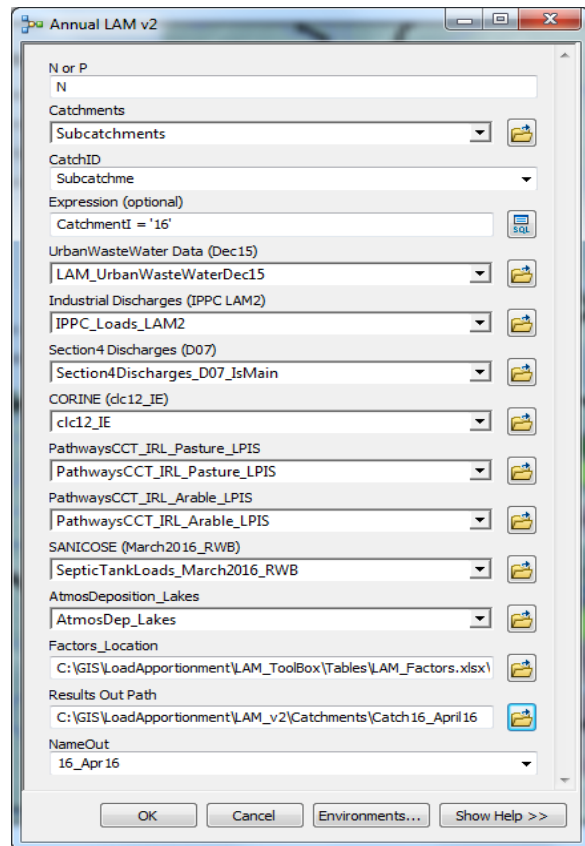 Annual LAM v2
N or P
N
Catchments
Subcatchments
CatchID
Subcatchme
Expression (optional)
CatchmentI = '16'
SQL
UrbanWasteWater Data (Dec15)
LAM_UrbanWasteWaterDec15
Industrial Discharges (IPPC LAM2)
IPPC_Loads_LAM2
Section4 Discharges (D07)
Section4Discharges_D07_IsMain
CORINE (clc12_IE)
clc12_IE
PathwaysCCT_IRL_Pasture_LPIS
PathwaysCCT_IRL_Pasture_LPIS
PathwaysCCT_IRL_Arable_LPIS
PathwaysCCT_IRL_Arable_LPIS
SANICOSE (March2016_RWB)
SepticTankLoads_March2016_RWB
AtmosDeposition_Lakes
AtmosDep_Lakes
Factors_Location
C:\GIS\LoadApportionment\LAM_ToolBox\Tables\LAM_Factors.xlsx\
Results Out Path
C:\GIS\LoadApportionment\LAM_v2\Catchments\Catch16_April16
NameOut
16_Apr16
OK Cancel Environments... Show Help >>